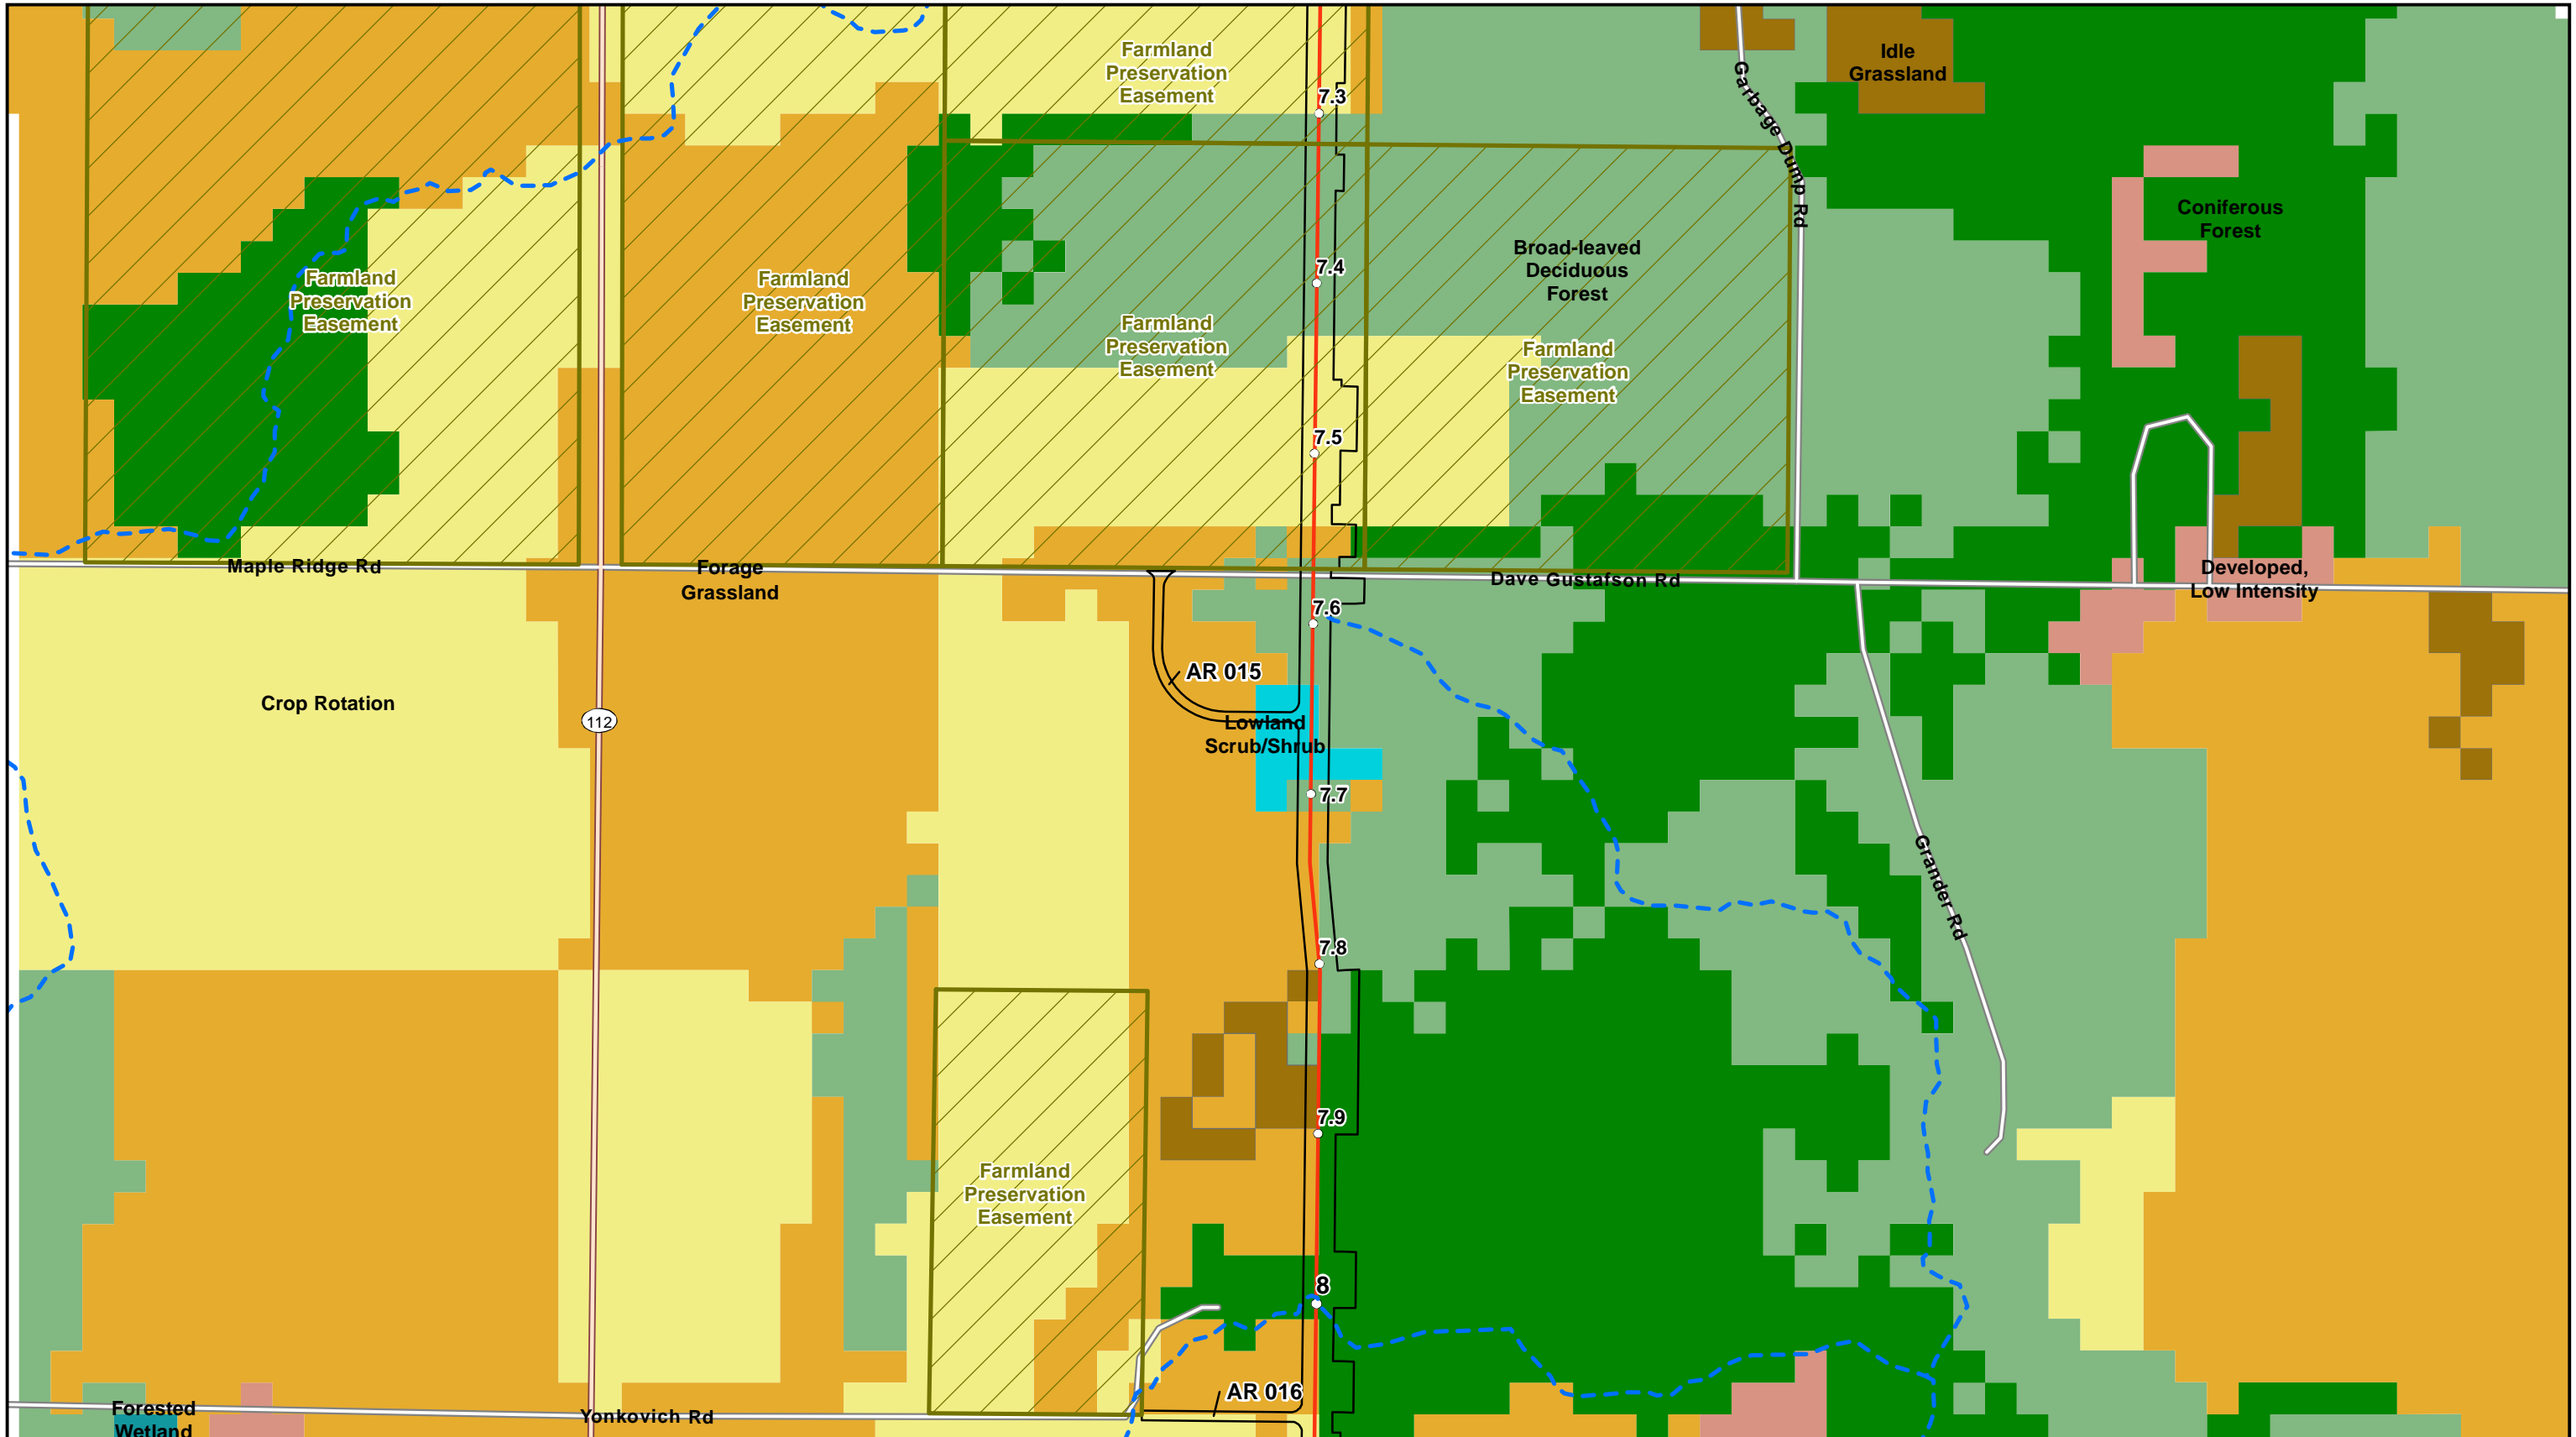 Farmland
Preservation
Easement
Idle
Grassland
7.3
Garbage Dump Rd
Coniferous
Forest
Broad-leaved
Deciduous
Forest
7.4
Farmland
Preservation
Easement
Farmland
Preservation
Easement
Farmland
Preservation
Easement
Farmland
Preservation
Easement
7.5
Maple Ridge Rd
Forage
Grassland
Dave Gustafson Rd
Developed,
Low Intensity
7.6
AR 015
Crop Rotation
112
Lowland
Scrub/Shrub
7.7
Grander Rd
7.8
7.9
Farmland
Preservation
Easement
8
AR 016
Forested
Wetland
Yonkovich Rd